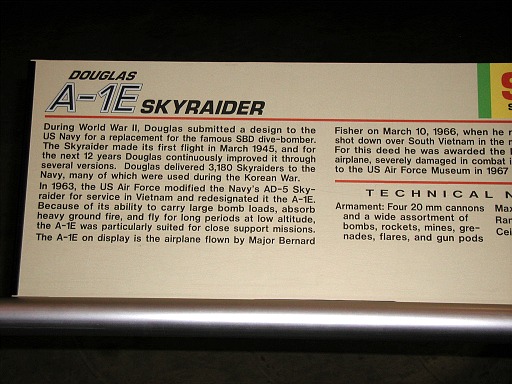 DOUGLAS
A-1E SKYRAIDER
During World War II, Douglas submitted a design to the
US Navy for a replacement for the famous SBD dive-bomber.
The Skyraider made its first flight in March 1945, and for
the next 12 years Douglas continuously improved it through
several versions. Douglas delivered 3,180 Skyraiders to the
Navy, many of which were used during the Korean War.
In 1963, the US Air Force modified the Navy's AD-5 Sky-
raider for service in Vietnam and redesignated it the A-1E.
Because of its ability to carry large bomb loads, absorb
heavy ground fire, and fly for long periods at low altitude,
the A-1E was particularly suited for close support missions.
The A-1E on display is the airplane flown by Major Bernard
Fisher on March 10, 1966, when he
shot down over South Vietnam in the
For this deed he was awarded the
airplane, severely damaged in combat
to the US Air Force Museum in 1967
TECHNICAL
Armament: Four 20 mm cannons
and a wide assortment of
bombs, rockets, mines, gre-
nades, flares, and gun pods